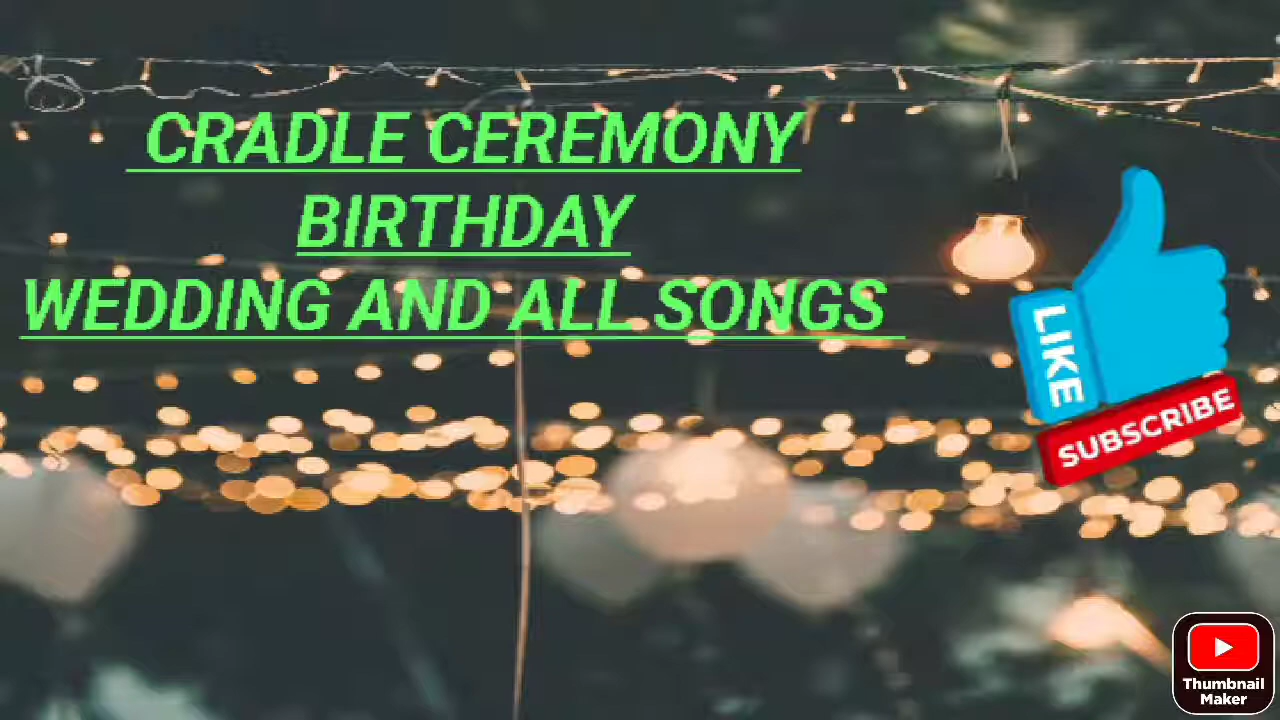 CRADLE CEREMONY
BIRTHDAY
WEDDING AND ALL SONGS
LIKE
SUBSCRIBE
Thumbnail
Maker